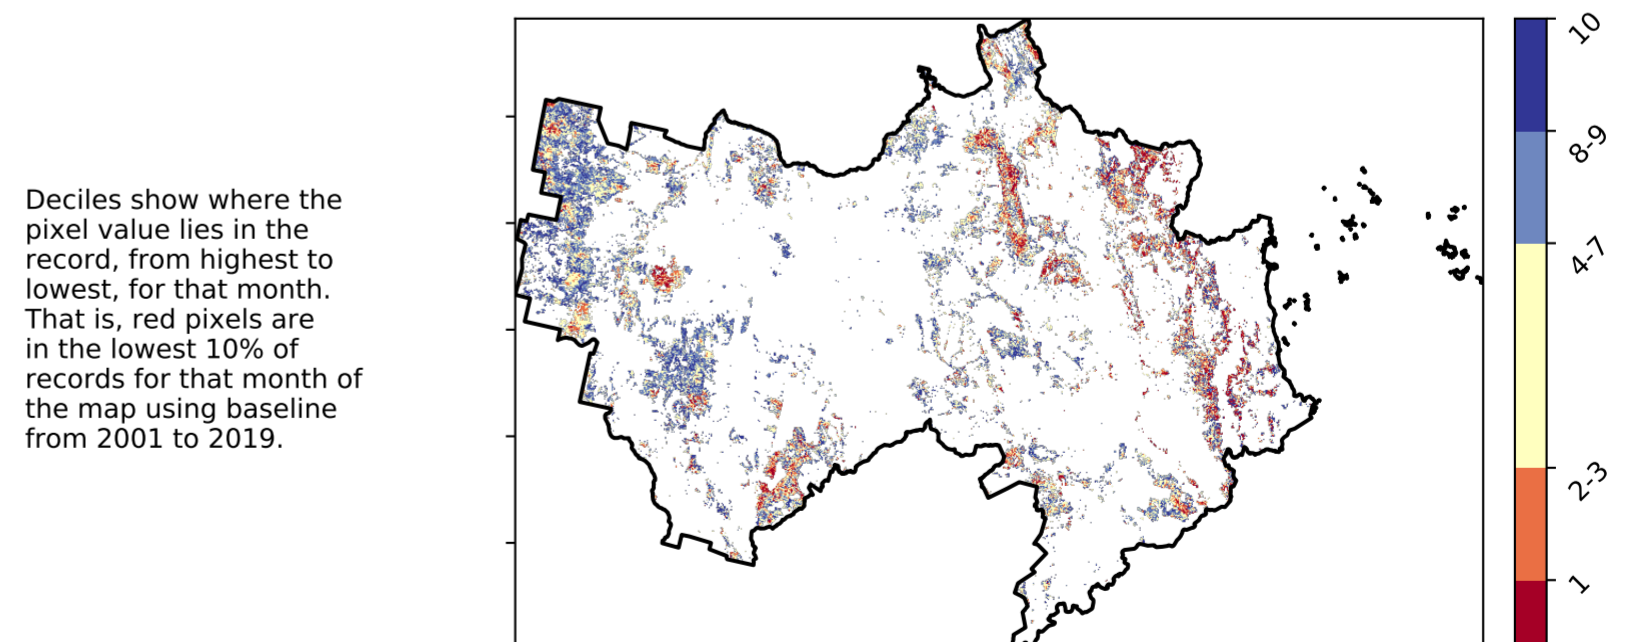 Deciles show where the
pixel value lies in the
record, from highest to
lowest, for that month.
That is, red pixels are
in the lowest 10% of
records for that month of
the map using baseline
from 2001 to 2019.
10
8-9
4-7
2-3
1